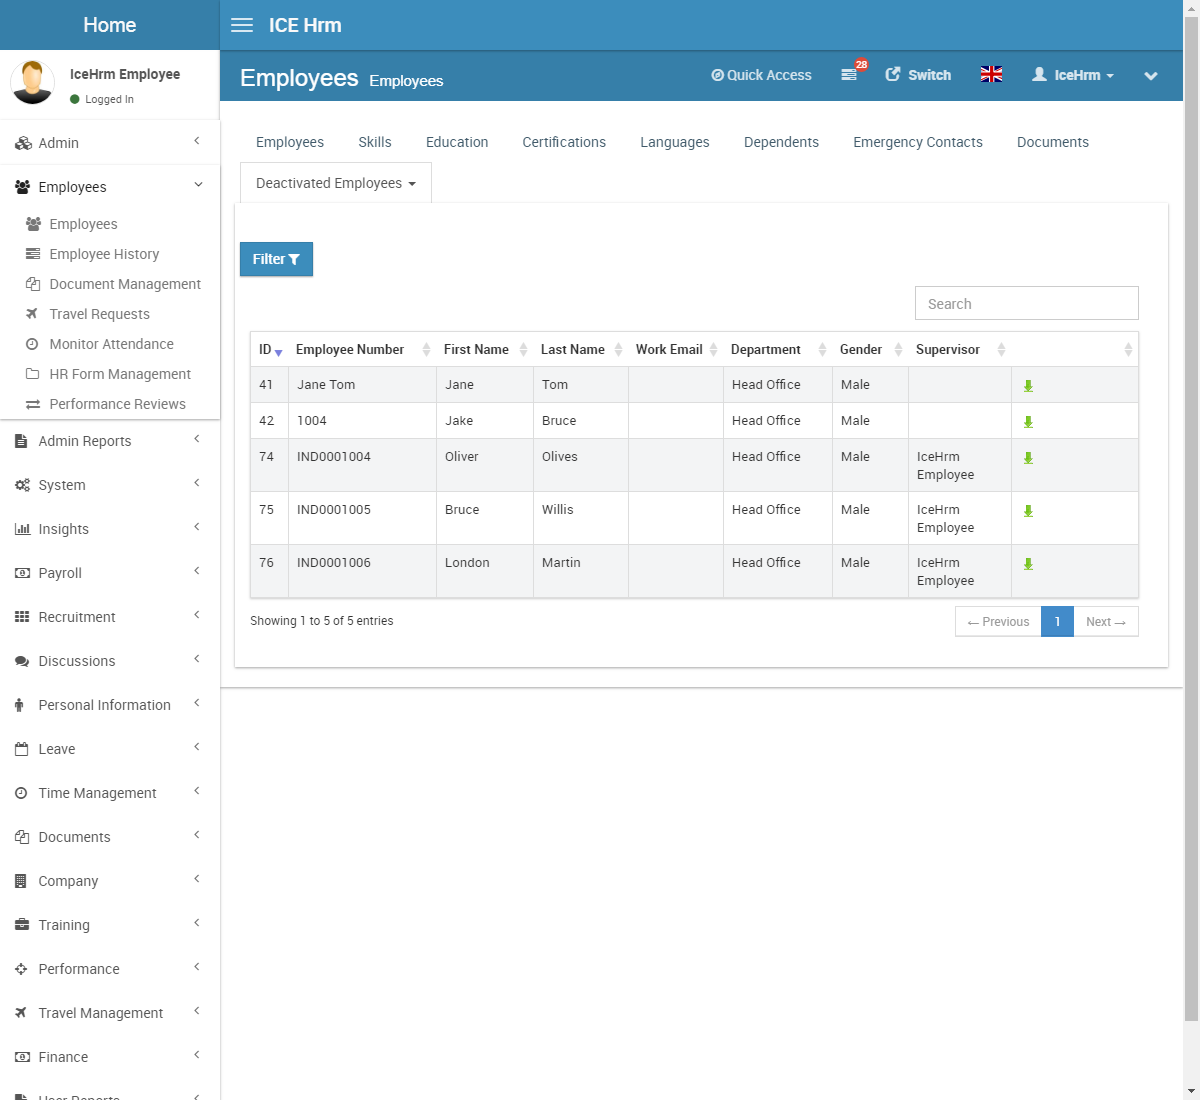 Home
ICE Hrm
IceHrm Employee
Logged In
Employees Employees
Quick Access
28
Switch
IceHrm
Admin
Employees
Employees
Employee History
Document Management
Travel Requests
Monitor Attendance
HR Form Management
Performance Reviews
Admin Reports
System
Insights
Payroll
Recruitment
Discussions
Personal Information
Leave
Time Management
Documents
Company
Training
Performance
Travel Management
Finance
User Reports
Employees Skills Education Certifications Languages Dependents Emergency Contacts Documents
Deactivated Employees
Filter
Search
ID Employee Number First Name Last Name Work Email Department Gender Supervisor
41 Jane Tom Jane Tom Head Office Male
42 1004 Jake Bruce Head Office Male
74 IND0001004 Oliver Olives Head Office Male IceHrm
Employee
75 IND0001005 Bruce Willis Head Office Male IceHrm
Employee
76 IND0001006 London Martin Head Office Male IceHrm
Employee
Showing 1 to 5 of 5 entries
← Previous 1 Next →